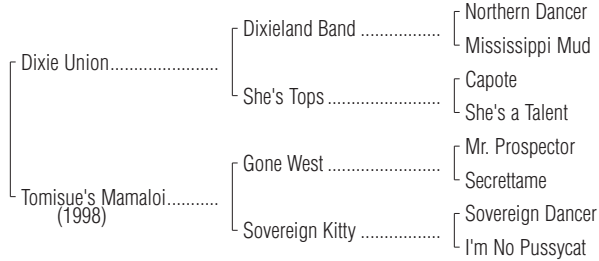 Northern Dancer
Dixieland Band ..................
Mississippi Mud
Dixie Union.......................
Capote
She's Tops .........................
She's a Talent
Mr. Prospector
Gone West .........................
Secrettame
Tomisue's Mamaloi...........
(1998)
Sovereign Dancer
Sovereign Kitty ..................
I'm No Pussycat